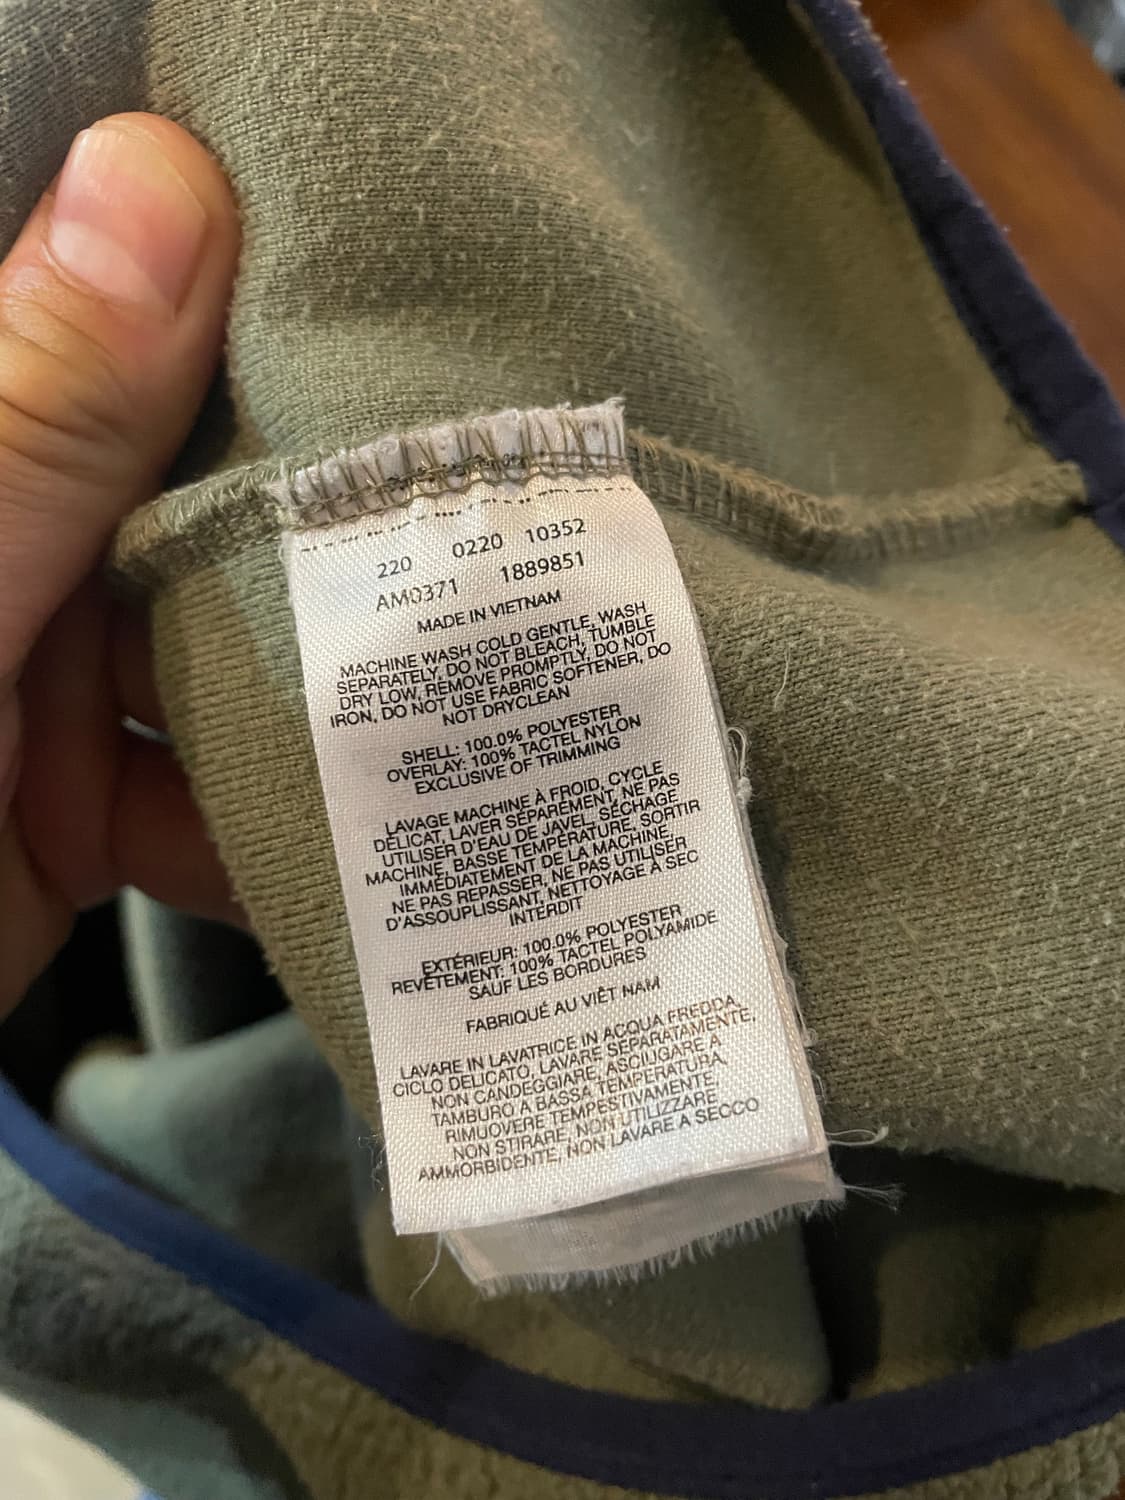 220 0220 10352
AM0371 1889851
MADE IN VIETNAM
MACHINE WASH COLD GENTLE, WASH
SEPARATELY, DO NOT BLEACH, TUMBLE
DRY LOW, REMOVE PROMPTLY, DO NOT
IRON, DO NOT USE FABRIC SOFTENER, DO
NOT DRYCLEAN
SHELL: 100.0% POLYESTER
OVERLAY: 100% TACTEL NYLON
EXCLUSIVE OF TRIMMING
LAVAGE MACHINE À FROID, CYCLE
DÉLICAT, LAVER SÉPARÉMENT, NE PAS
UTILISER D'EAU DE JAVEL, SÉCHAGE
MACHINE, BASSE TEMPÉRATURE, SORTIR
IMMÉDIATEMENT DE LA MACHINE,
NE PAS REPASSER, NE PAS UTILISER
D'ASSOUPLISSANT, NETTOYAGE À SEC
INTERDIT
EXTÉRIEUR: 100.0% POLYESTER
REVÊTEMENT: 100% TACTEL POLYAMIDE
SAUF LES BORDURES
FABRIQUÉ AU VIÊT NAM
LAVARE IN LAVATRICE IN ACQUA FREDDA,
CICLO DELICATO, LAVARE SEPARATAMENTE,
NON CANDEGGIARE, ASCIUGARE A
TAMBURO A BASSA TEMPERATURA.
RIMUOVERE TEMPESTIVAMENTE,
NON STIRARE, NON UTILIZZARE
AMMORBIDENTE, NON LAVARE A SECCO